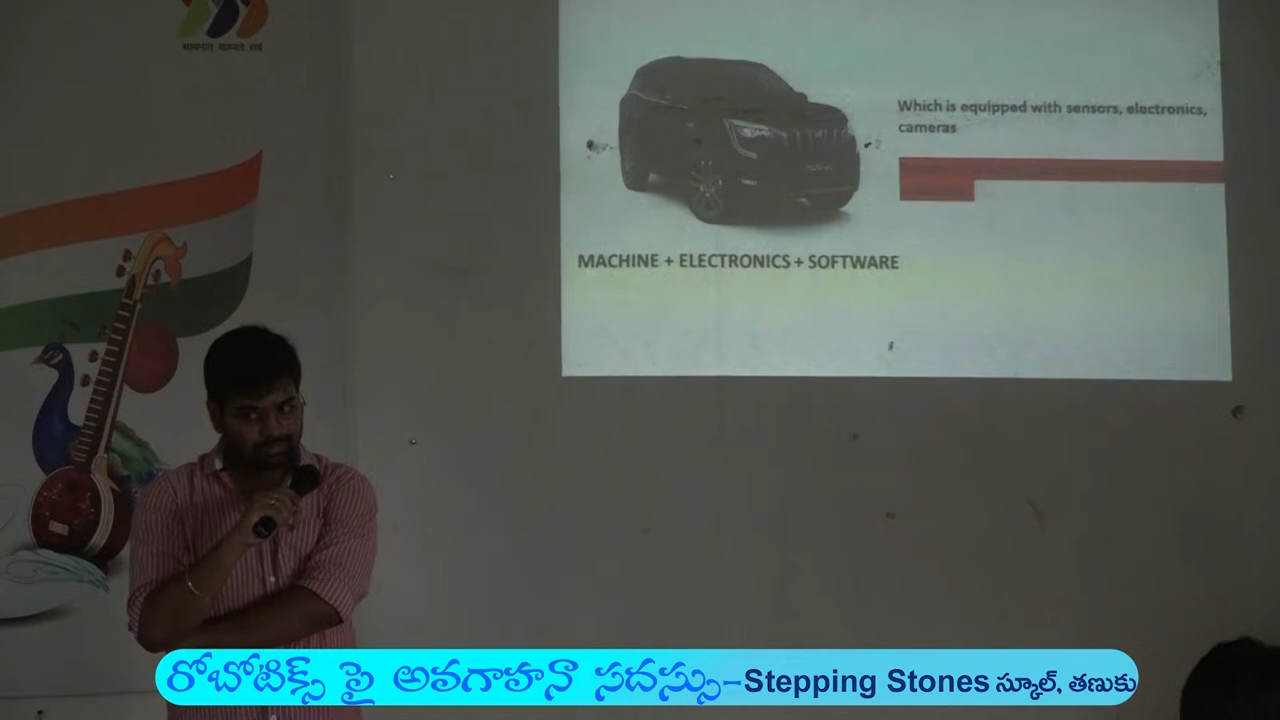 Which is equipped with sensors, electronics,
cameras
MACHINE + ELECTRONICS + SOFTWARE
రోబోటిక్స్ పై అవగాహనా సదస్సు-Stepping Stones స్కూల్, తణుకు